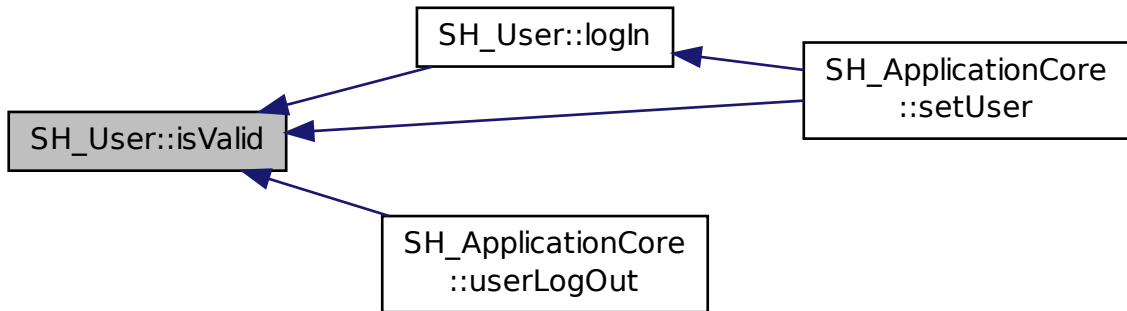 SH_User::logIn
SH_ApplicationCore
::setUser
SH_User::isValid
SH_ApplicationCore
::userLogOut